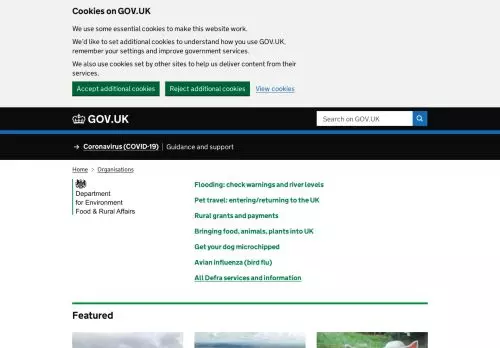 Cookies on GOV.UK
We use some essential cookies to make this website work.
We'd like to set additional cookies to understand how you use GOV.UK,
remember your settings and improve government services.
We also use cookies set by other sites to help us deliver content from their
services.
Accept additional cookies
Reject additional cookies
View cookies
GOV.UK
Search on GOV.UK
→ Coronavirus (COVID-19) | Guidance and support
Home > Organisations
Department
for Environment
Food & Rural Affairs
Flooding: check warnings and river levels
Pet travel: entering/returning to the UK
Rural grants and payments
Bringing food, animals, plants into UK
Get your dog microchipped
Avian influenza (bird flu)
All Defra services and information
Featured